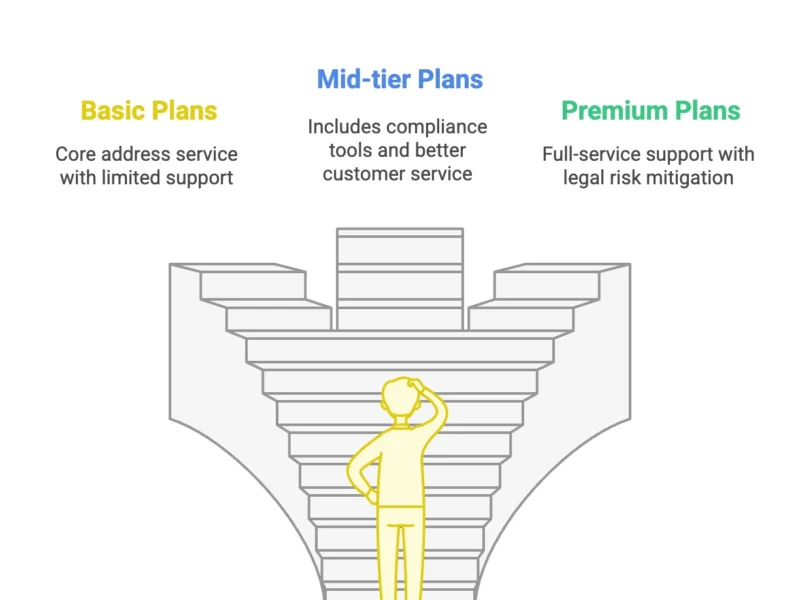 Basic Plans
Core address service
with limited support
Mid-tier Plans
Includes compliance
tools and better
customer service
Premium Plans
Full-service support with
legal risk mitigation